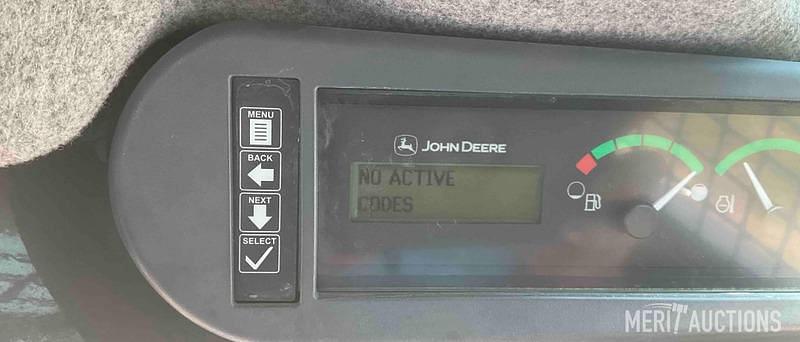 MENU
BACK
NEXT
SELECT
JOHN DEERE
NO ACTIVE
CODES
MERIT AUCTIONS